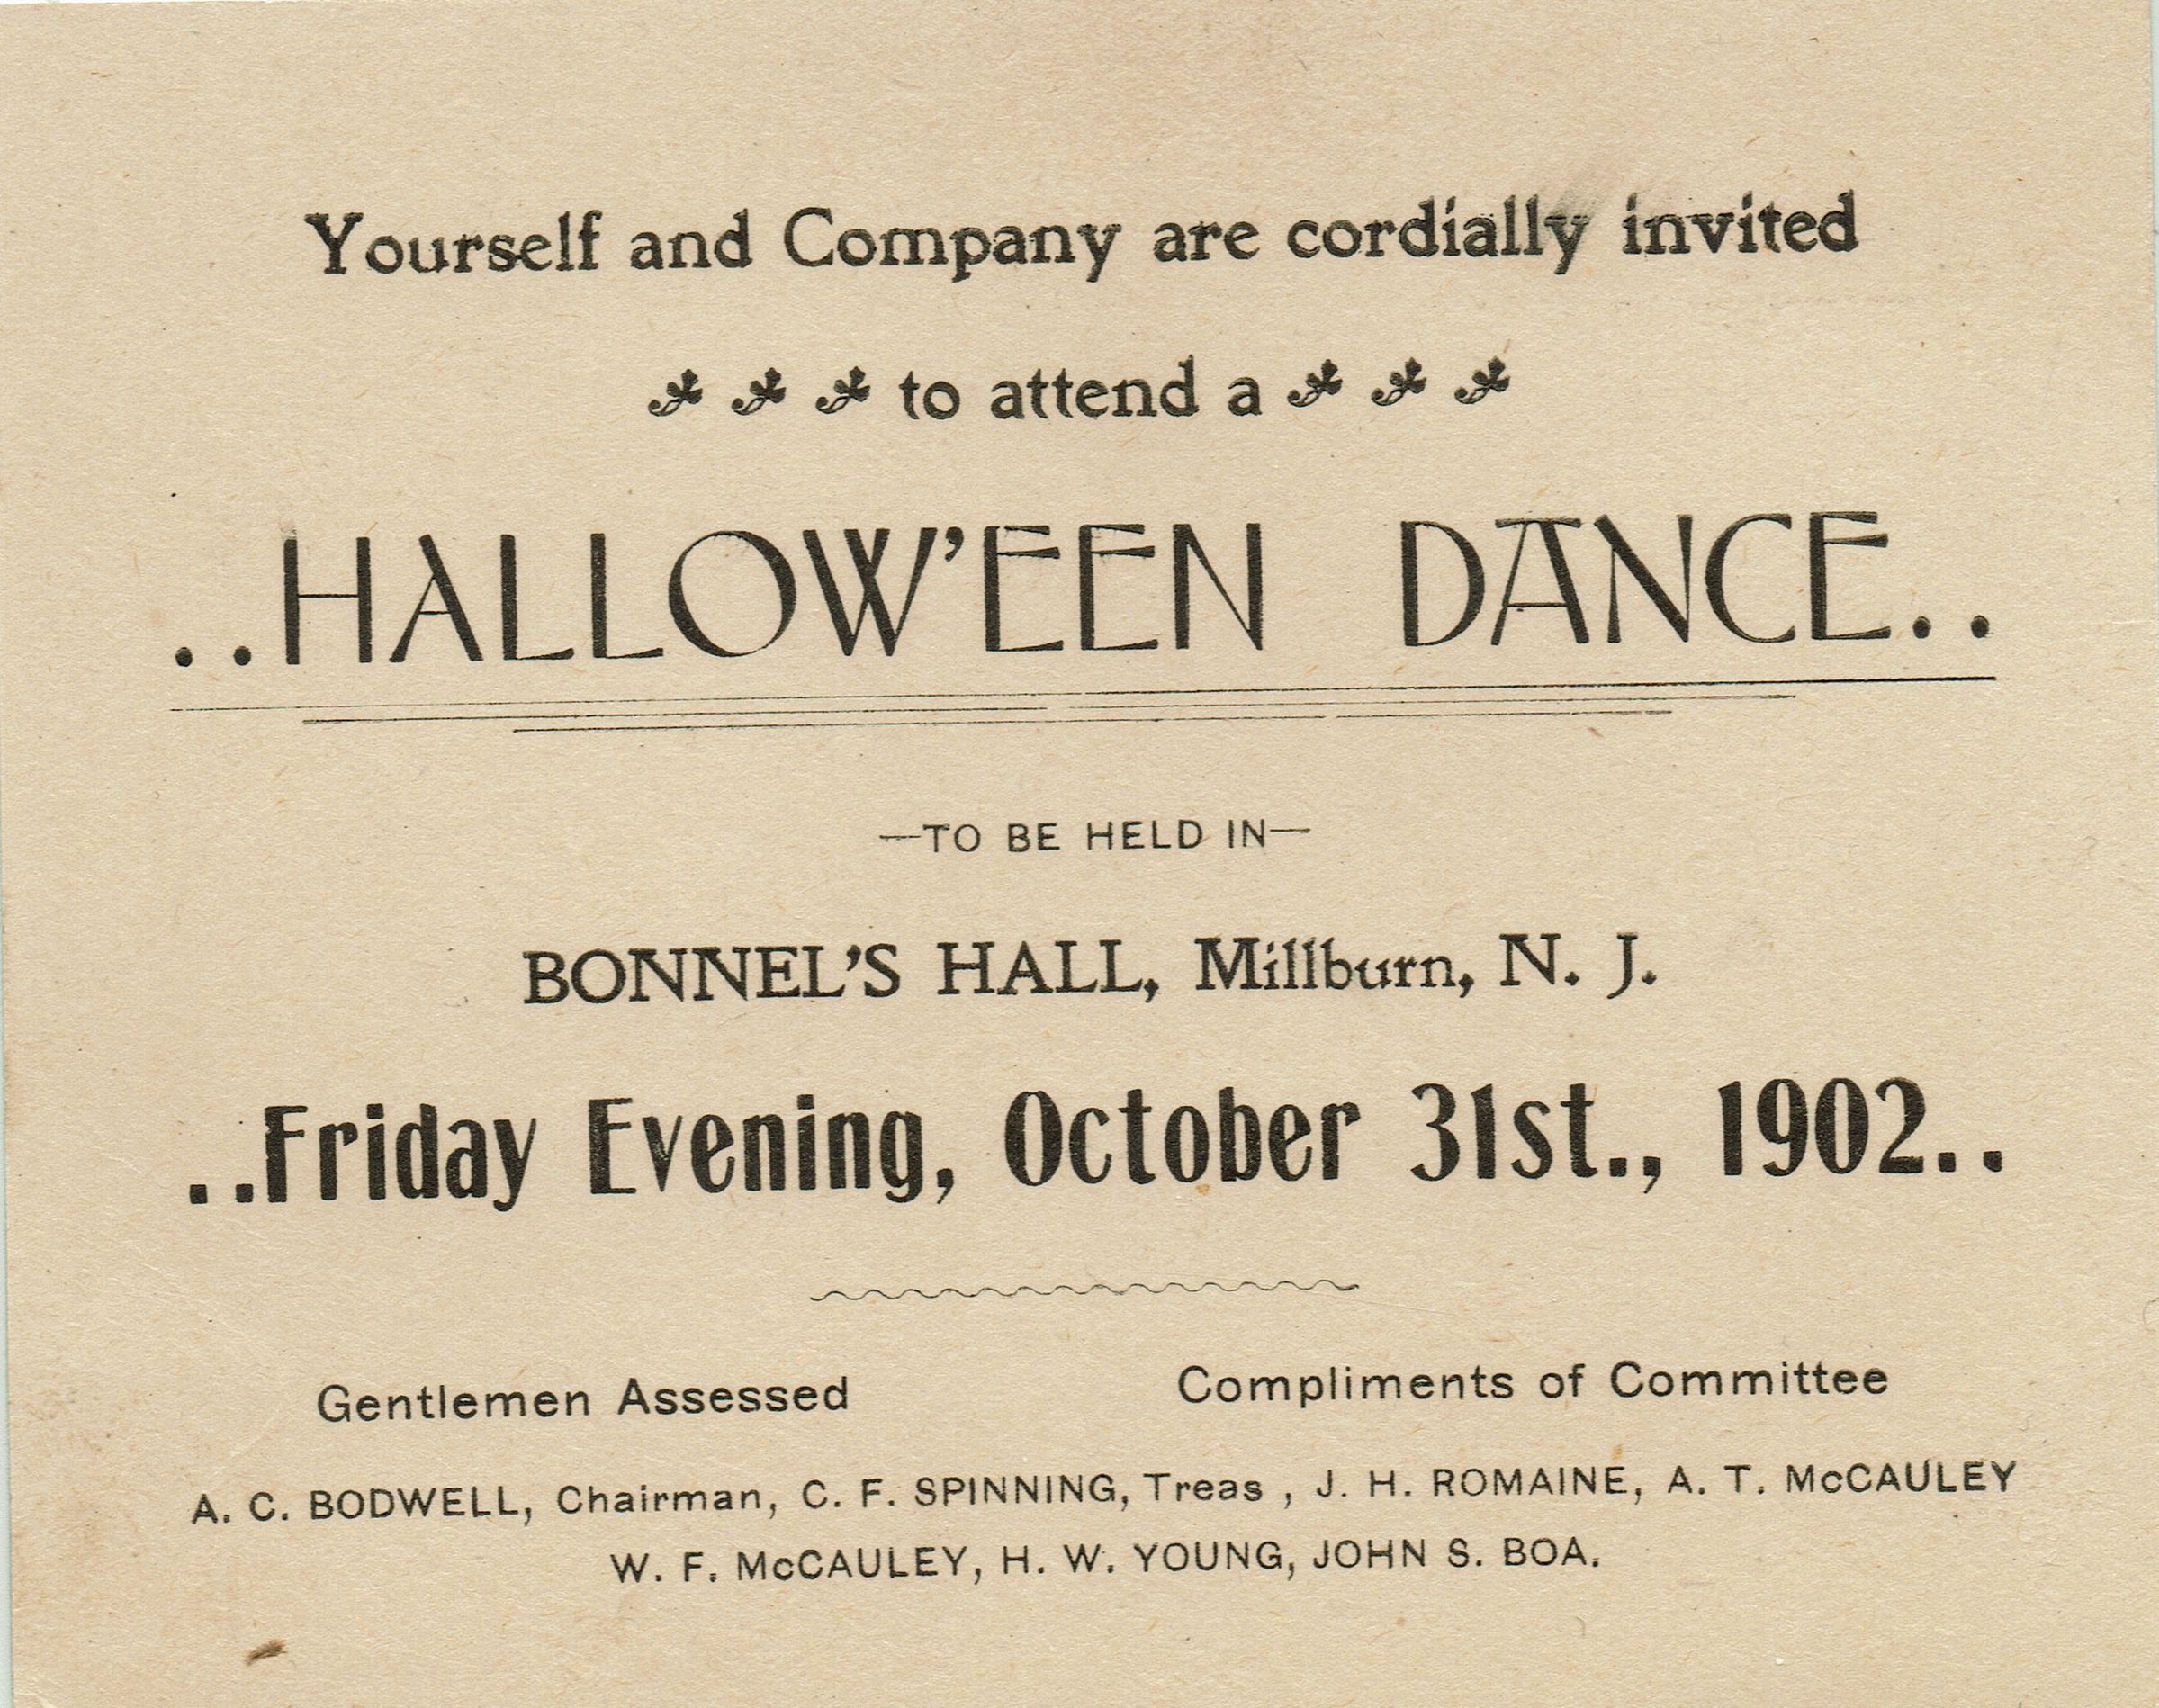 Yourself and Company are cordially invited
to attend a
..HALLOW'EEN DANCE..
—TO BE HELD IN—
BONNEL'S HALL, Millburn, N. J.
..Friday Evening, October 31st., 1902..
Gentlemen Assessed Compliments of Committee
A. C. BODWELL, Chairman, C. F. SPINNING, Treas , J. H. ROMAINE, A. T. McCAULEY
W. F. McCAULEY, H. W. YOUNG, JOHN S. BOA.